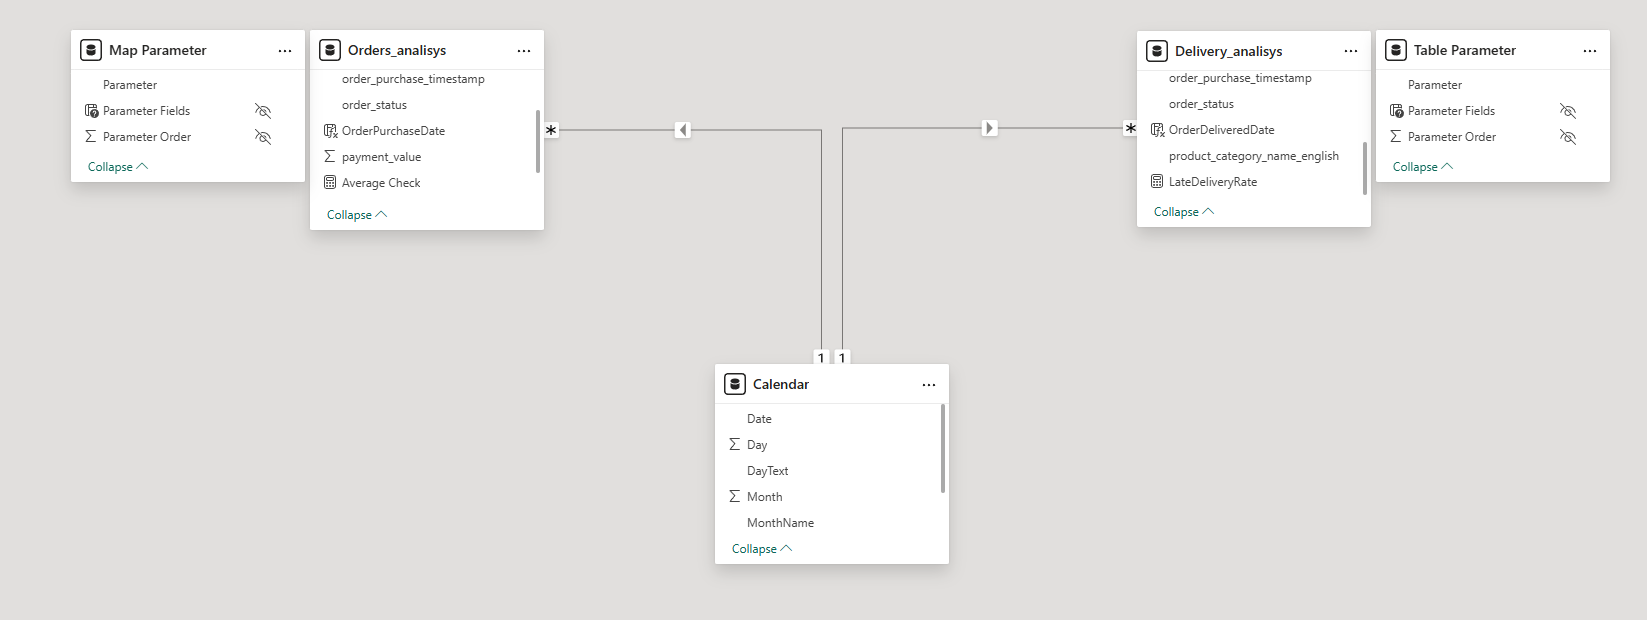 Map Parameter
Parameter
Parameter Fields
Parameter Order
Collapse
Orders_analisys
order_purchase_timestamp
order_status
OrderPurchaseDate
payment_value
Average Check
Collapse
*
1
Delivery_analisys
order_purchase_timestamp
order_status
OrderDeliveredDate
product_category_name_english
LateDeliveryRate
Collapse
*
1
Table Parameter
Parameter
Parameter Fields
Parameter Order
Collapse
Calendar
Date
Day
DayText
Month
MonthName
Collapse